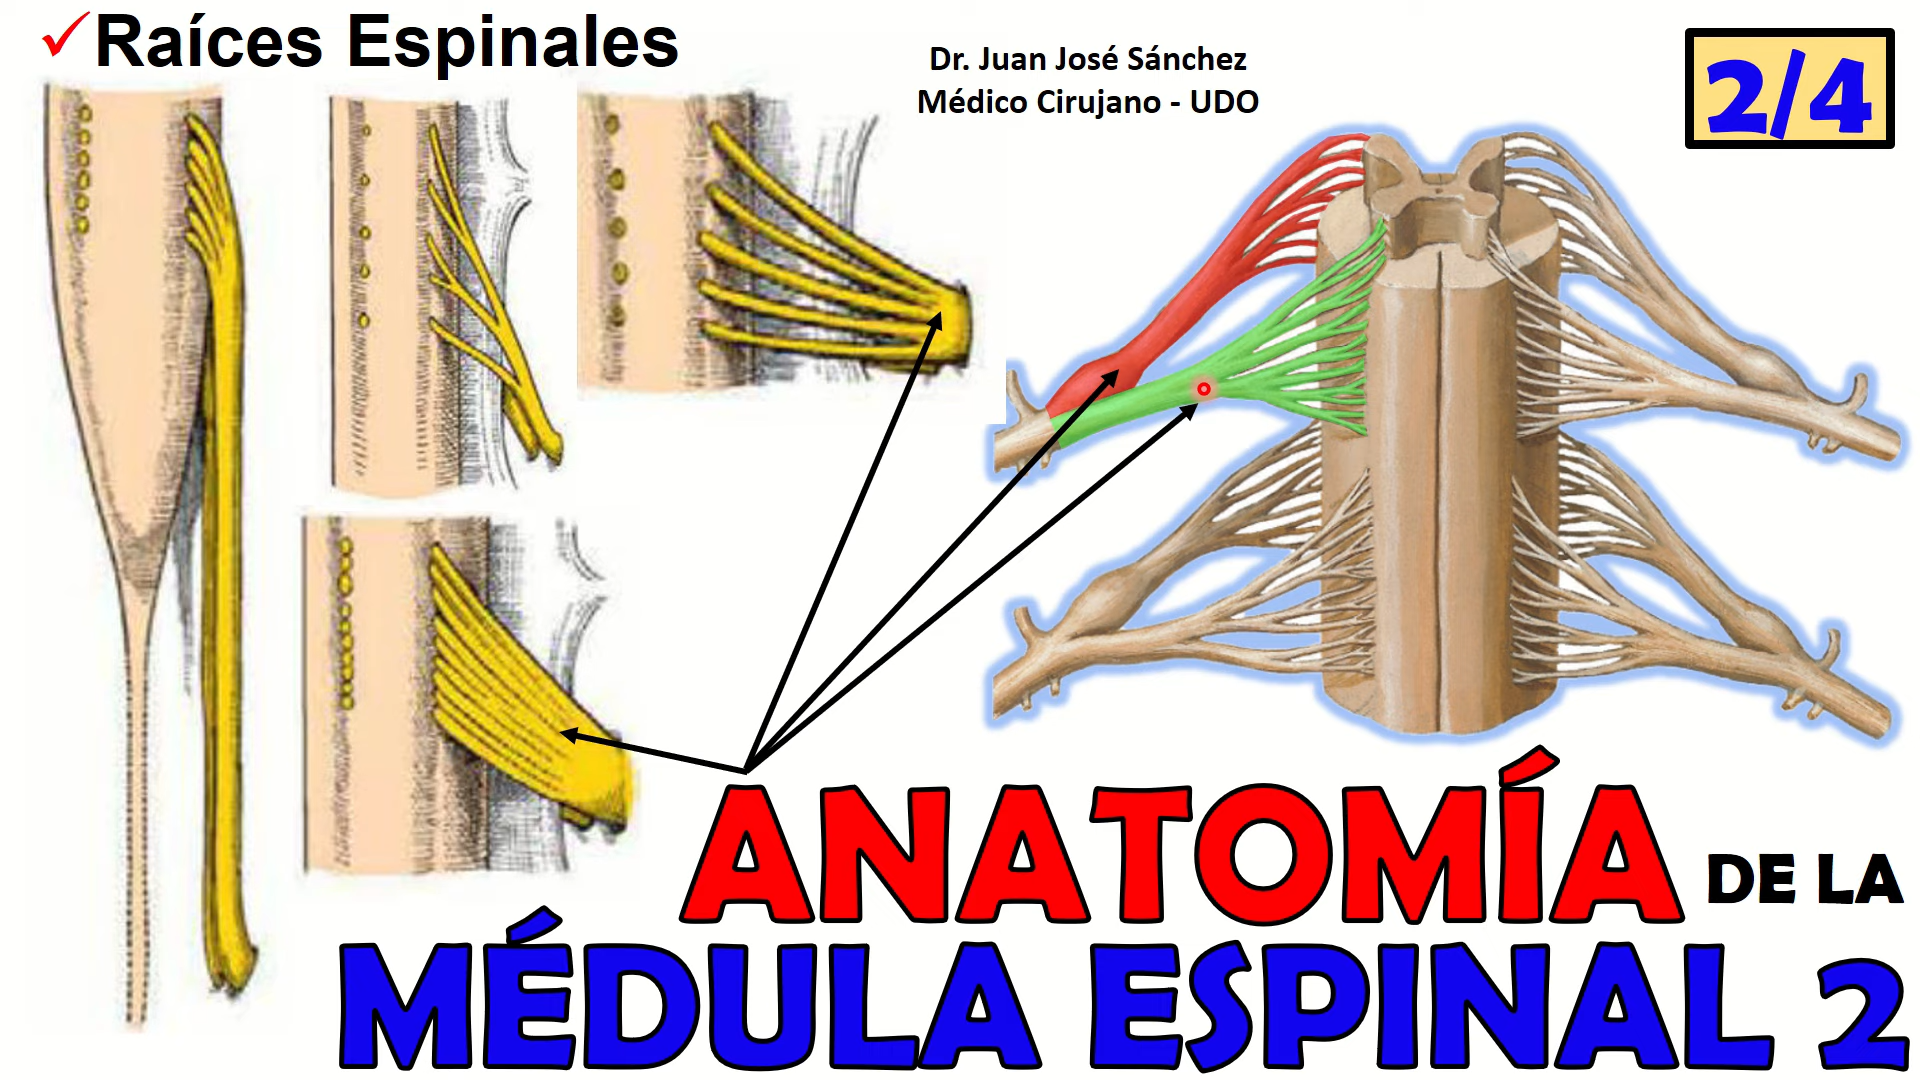 Raíces Espinales
Dr. Juan José Sánchez
Médico Cirujano - UDO
2/4
ANATOMÍA DE LA
MÉDULA ESPINAL 2